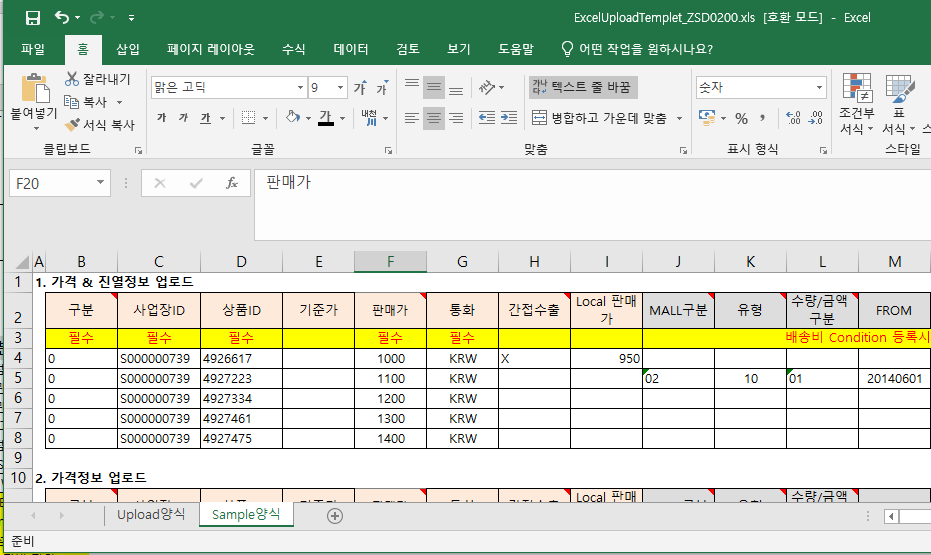 ExcelUploadTemplet_ZSD0200.xls [호환 모드] - Excel
파일 홈 삽입 페이지 레이아웃 수식 데이터 검토 보기 도움말 어떤 작업을 원하시나요?
붙여넣기 잘라내기 복사 서식 복사
맑은 고딕 9 가 가
가 가 가 가 내천
가나다 텍스트 줄 바꿈
병합하고 가운데 맞춤
숫자
% , .00
조건부 서식 표 서식
클립보드 글꼴 맞춤 표시 형식 스타일
F20 fx 판매가
A B C D E F G H I J K L M
1 1. 가격 & 진열정보 업로드
2 구분 사업장ID 상품ID 기준가 판매가 통화 간접수출 Local 판매가 MALL구분 유형 수량/금액 구분 FROM
3 필수 필수 필수 필수 필수 배송비 Condition 등록시
4 0 S000000739 4926617 1000 KRW X 950
5 0 S000000739 4927223 1100 KRW 02 10 01 20140601
6 0 S000000739 4927334 1200 KRW
7 0 S000000739 4927461 1300 KRW
8 0 S000000739 4927475 1400 KRW
9
10 2. 가격정보 업로드
Local 판매 수량/금액
Upload양식 Sample양식
준비